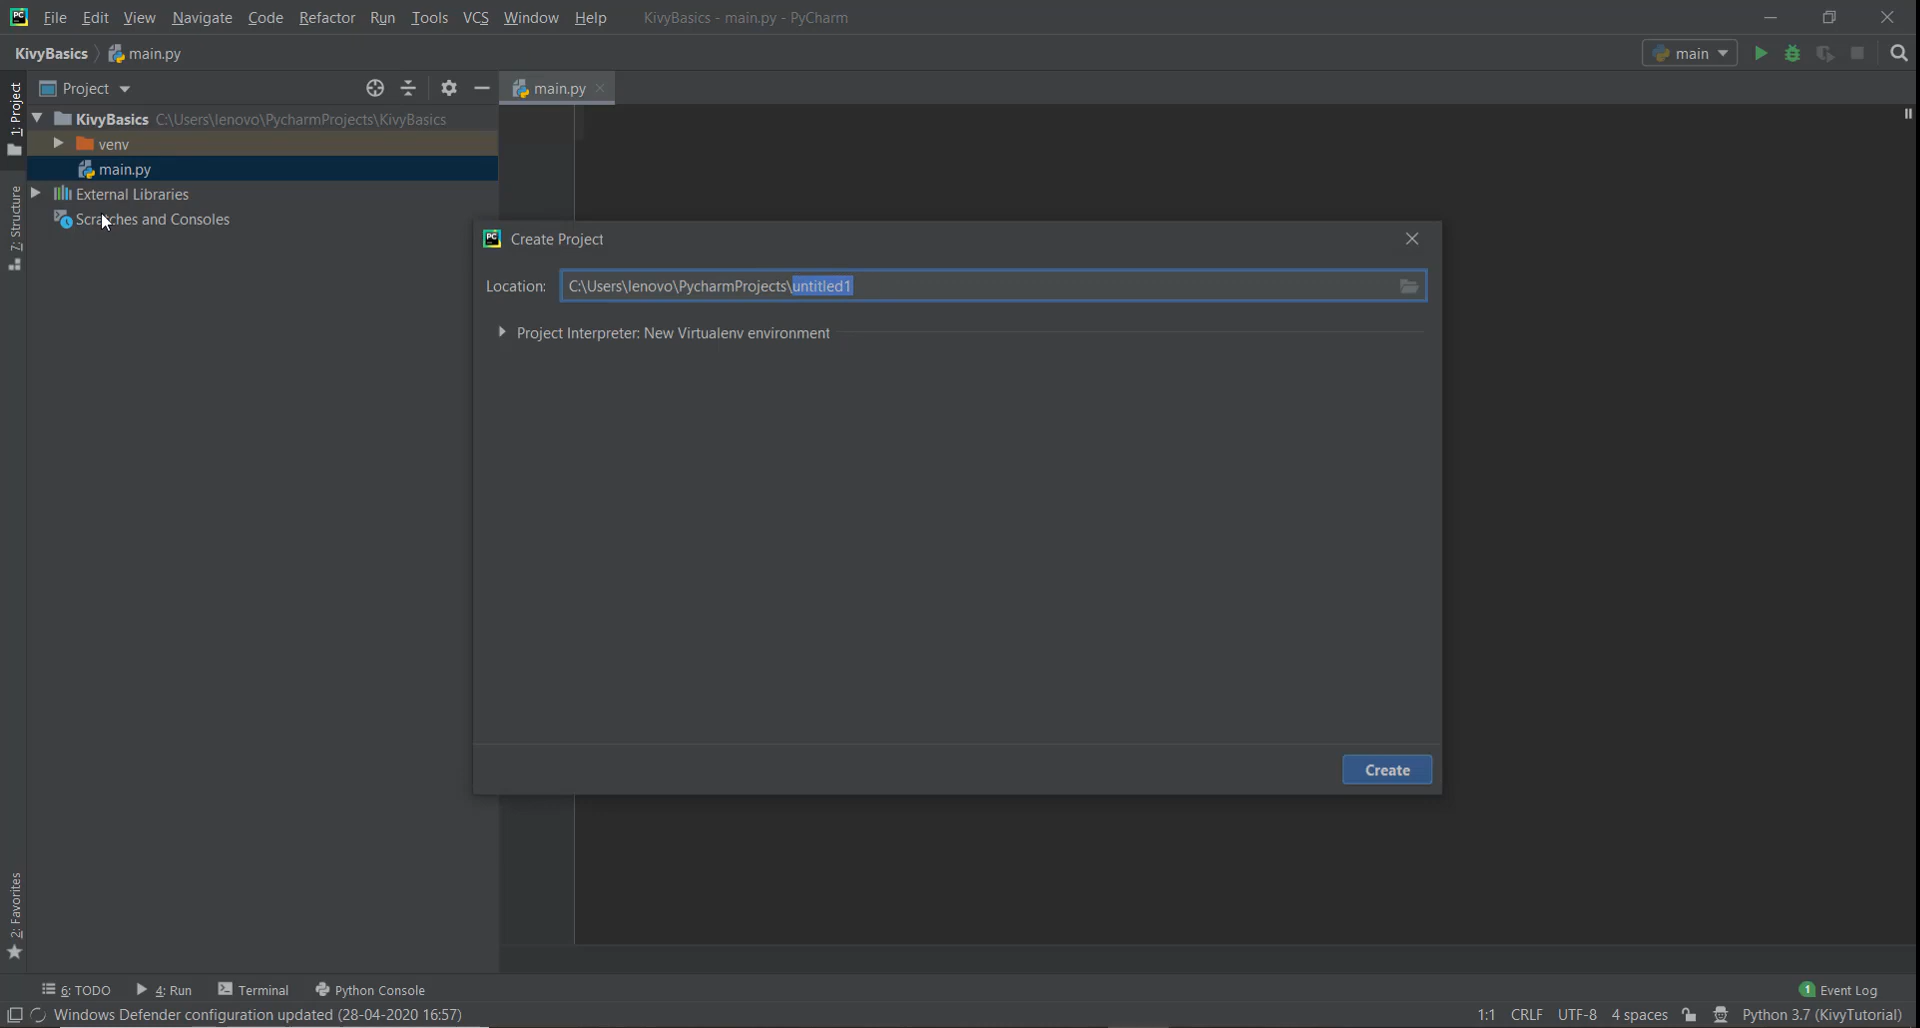 File Edit View Navigate Code Refactor Run Tools VCS Window Help KivyBasics - main.py - PyCharm
KivyBasics main.py
main
1: Project
Project
main.py
KivyBasics C:\Users\lenovo\PycharmProjects\KivyBasics
venv
main.py
External Libraries
Scratches and Consoles
7: Structure
Create Project
Location: C:\Users\lenovo\PycharmProjects\untitled1
Project Interpreter: New Virtualenv environment
Create
2: Favorites
6: TODO 4: Run Terminal Python Console
1 Event Log
Windows Defender configuration updated (28-04-2020 16:57)
1:1 CRLF UTF-8 4 spaces Python 3.7 (KivyTutorial)